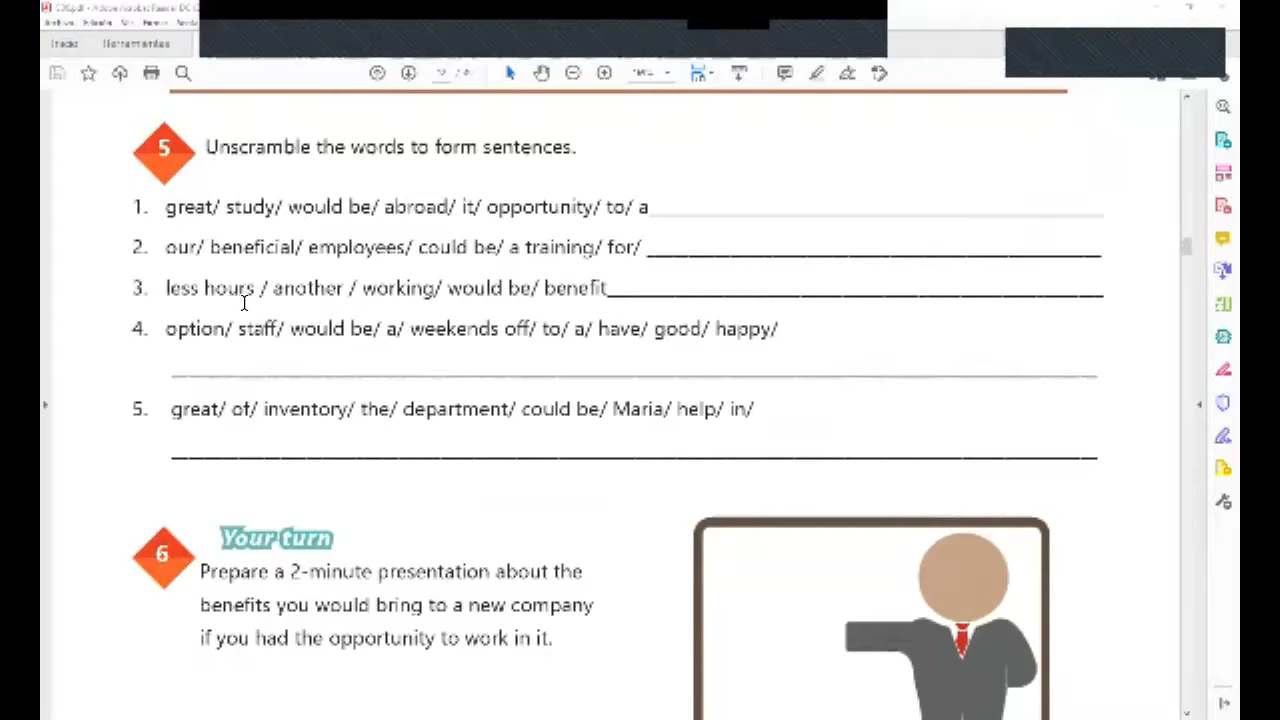 Inicio Herramientas
5 Unscramble the words to form sentences.
1. great/ study/ would be/ abroad/ it/ opportunity/ to/ a
2. our/ beneficial/ employees/ could be/ a training/ for/
3. less hours / another / working/ would be/ benefit
4. option/ staff/ would be/ a/ weekends off/ to/ a/ have/ good/ happy/
5. great/ of/ inventory/ the/ department/ could be/ Maria/ help/ in/
6 Your turn
Prepare a 2-minute presentation about the
benefits you would bring to a new company
if you had the opportunity to work in it.